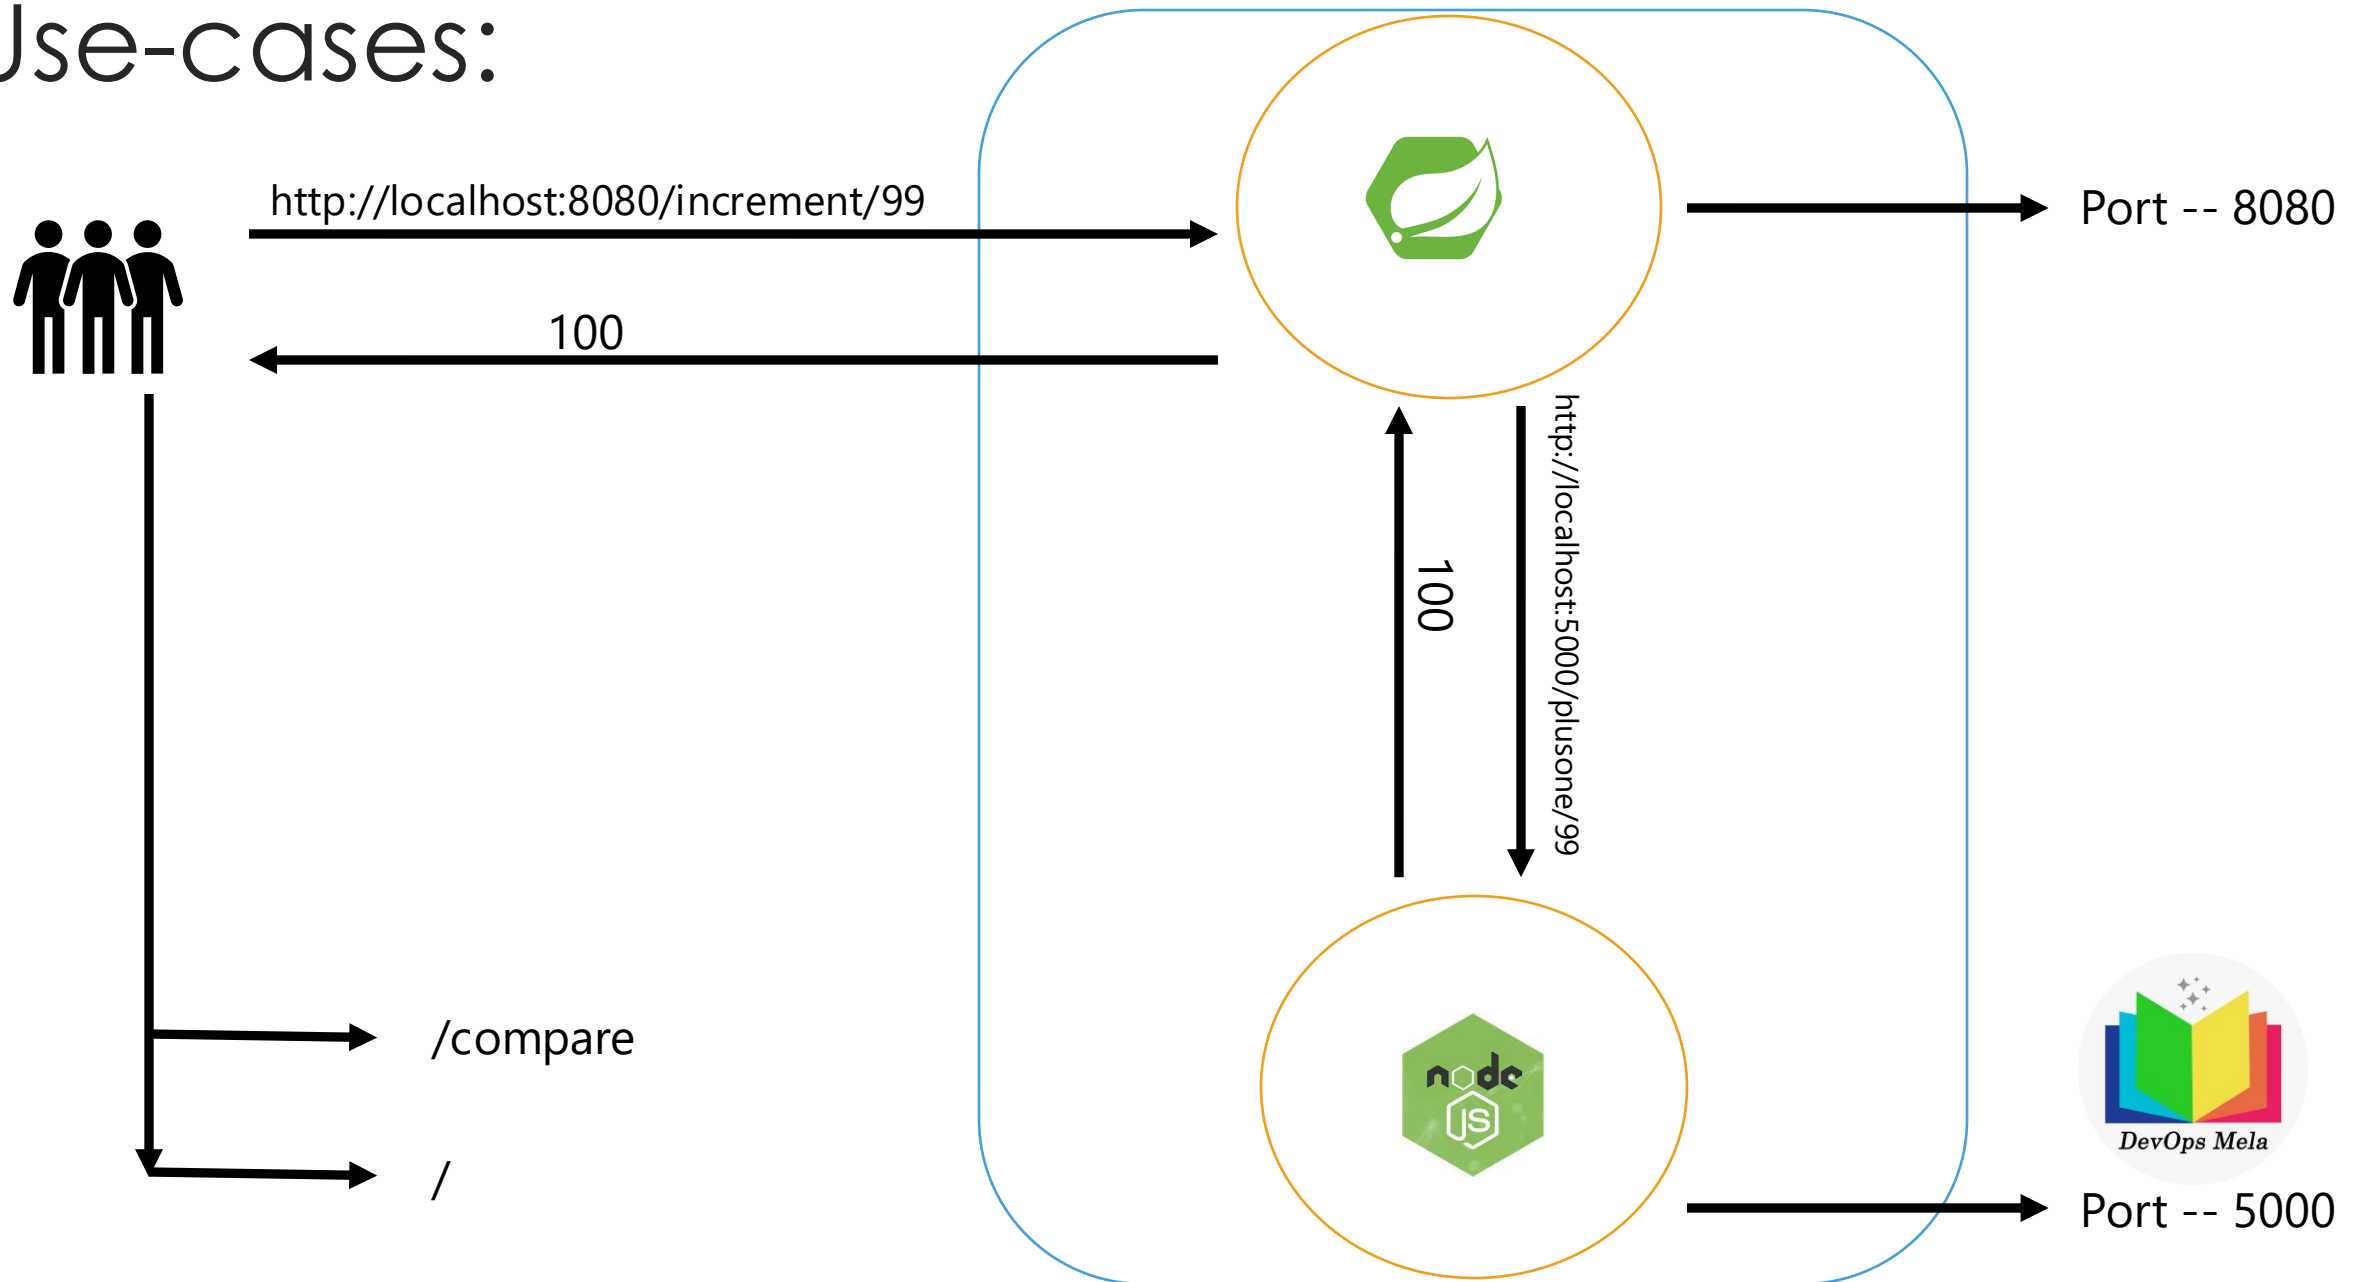 Use-cases:
http://localhost:8080/increment/99
Port -- 8080
100
http://localhost:5000/plusone/99
100
/compare
node
JS
DevOps Mela
/
Port -- 5000